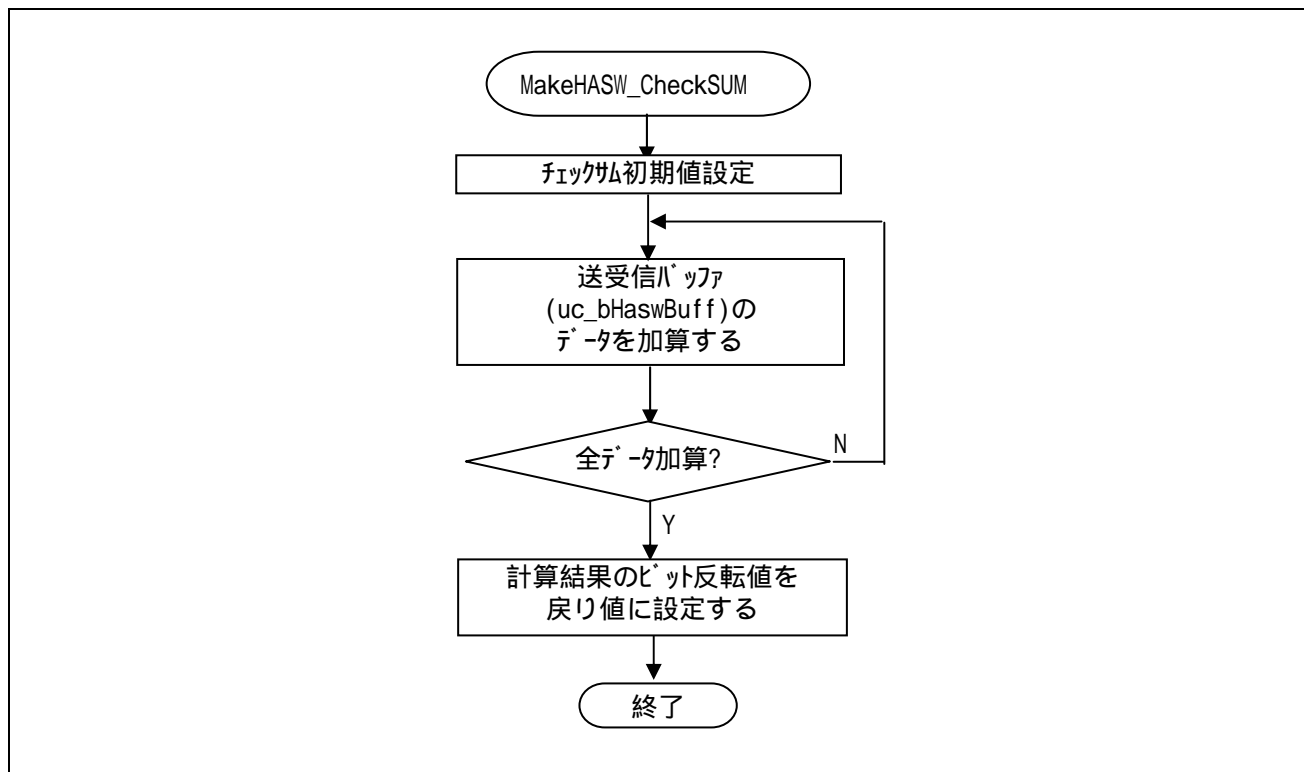 MakeHASW_CheckSUM
ﾁｪｯｸｻﾑ初期値設定
送受信ﾊﾞｯﾌｧ
(uc_bHaswBuff)の
ﾃﾞｰﾀを加算する
全ﾃﾞｰﾀ加算?
N
Y
計算結果のﾋﾞｯﾄ反転値を
戻り値に設定する
終了